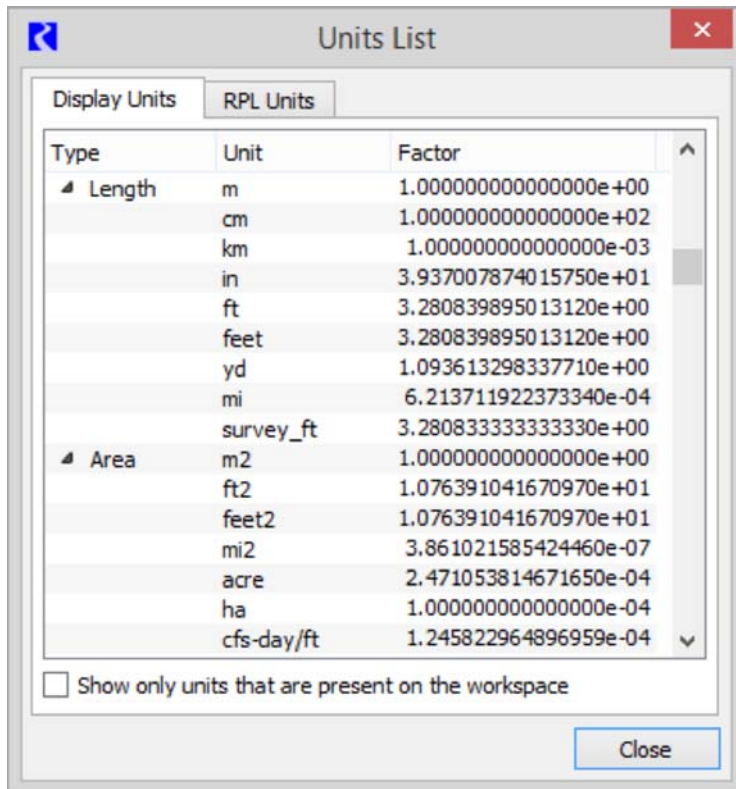 Units List
Display Units RPL Units
Type Unit Factor
Length m 1.000000000000000e+00
cm 1.000000000000000e+02
km 1.000000000000000e-03
in 3.937007874015750e+01
ft 3.280839895013120e+00
feet 3.280839895013120e+00
yd 1.093613298337710e+00
mi 6.213711922373340e-04
survey_ft 3.280833333333330e+00
Area m2 1.000000000000000e+00
ft2 1.076391041670970e+01
feet2 1.076391041670970e+01
mi2 3.861021585424460e-07
acre 2.471053814671650e-04
ha 1.000000000000000e-04
cfs-day/ft 1.245822964896959e-04
Show only units that are present on the workspace
Close